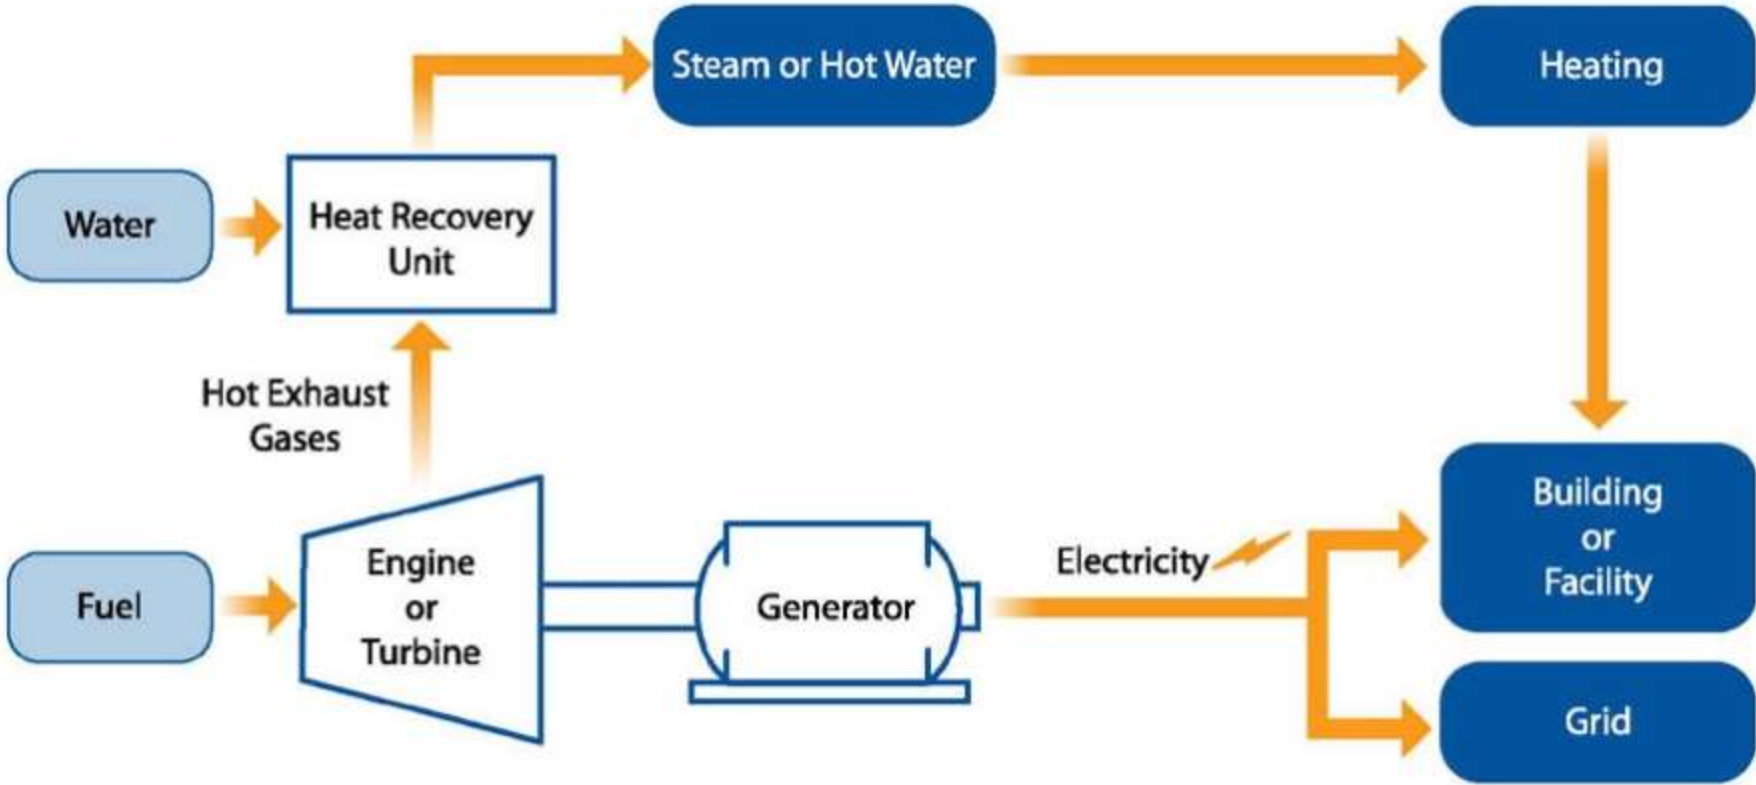 Steam or Hot Water
Heating
Water
Heat Recovery
Unit
Hot Exhaust
Gases
Fuel
Engine
or
Turbine
Generator
Electricity
Building
or
Facility
Grid